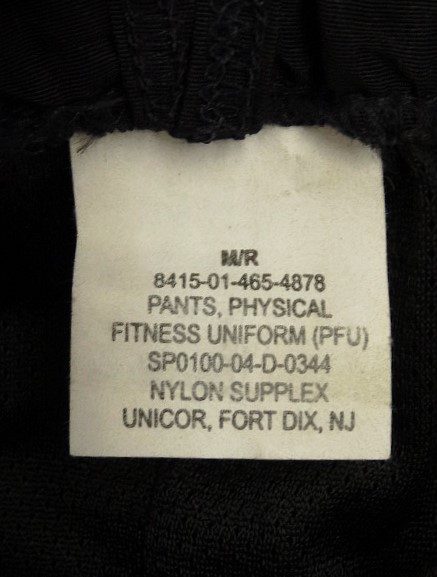 M/R
8415-01-465-4878
PANTS, PHYSICAL
FITNESS UNIFORM (PFU)
SP0100-04-D-0344
NYLON SUPPLEX
UNICOR, FORT DIX, NJ